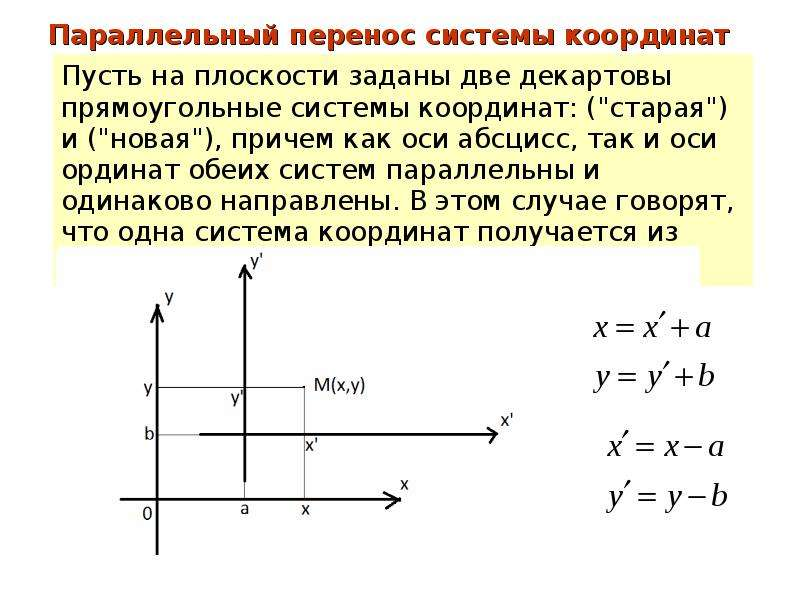 Параллельный перенос системы координат
Пусть на плоскости заданы две декартовы
прямоугольные системы координат: ("старая")
и ("новая"), причем как оси абсцисс, так и оси
ординат обеих систем параллельны и
одинаково направлены. В этом случае говорят,
что одна система координат получается из
y'
y
y
y'
M(x,y)
b
x'
x'
x
0
a
x
x = x′ + a
y = y′ + b
x′ = x − a
y′ = y − b